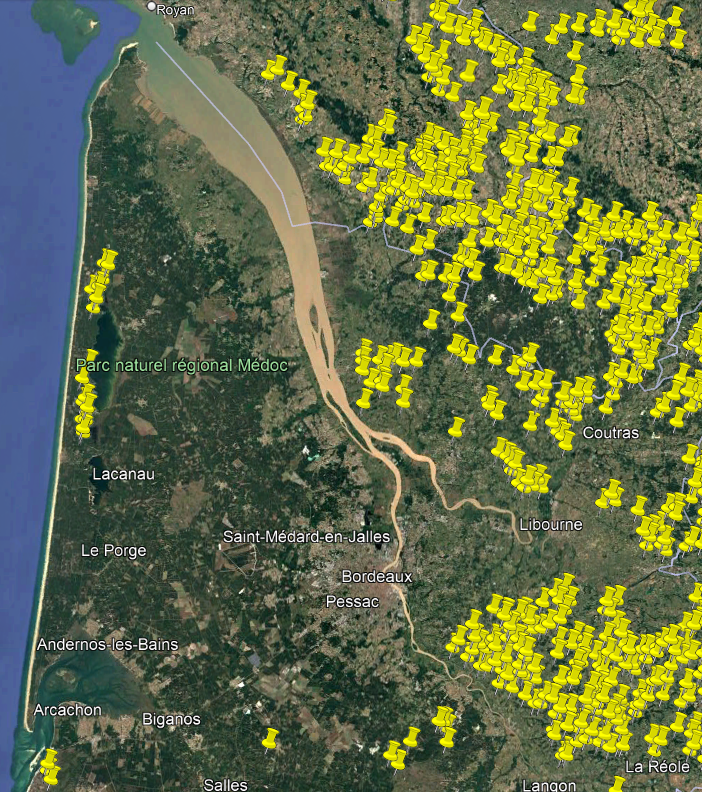 Royan
Parc naturel régional Médoc
Coutras
Lacanau
Libourne
Saint-Médard-en-Jalles
Le Porge
Bordeaux
Pessac
Andernos-les-Bains
Arcachon
Biganos
La Réole
Salles
Langon